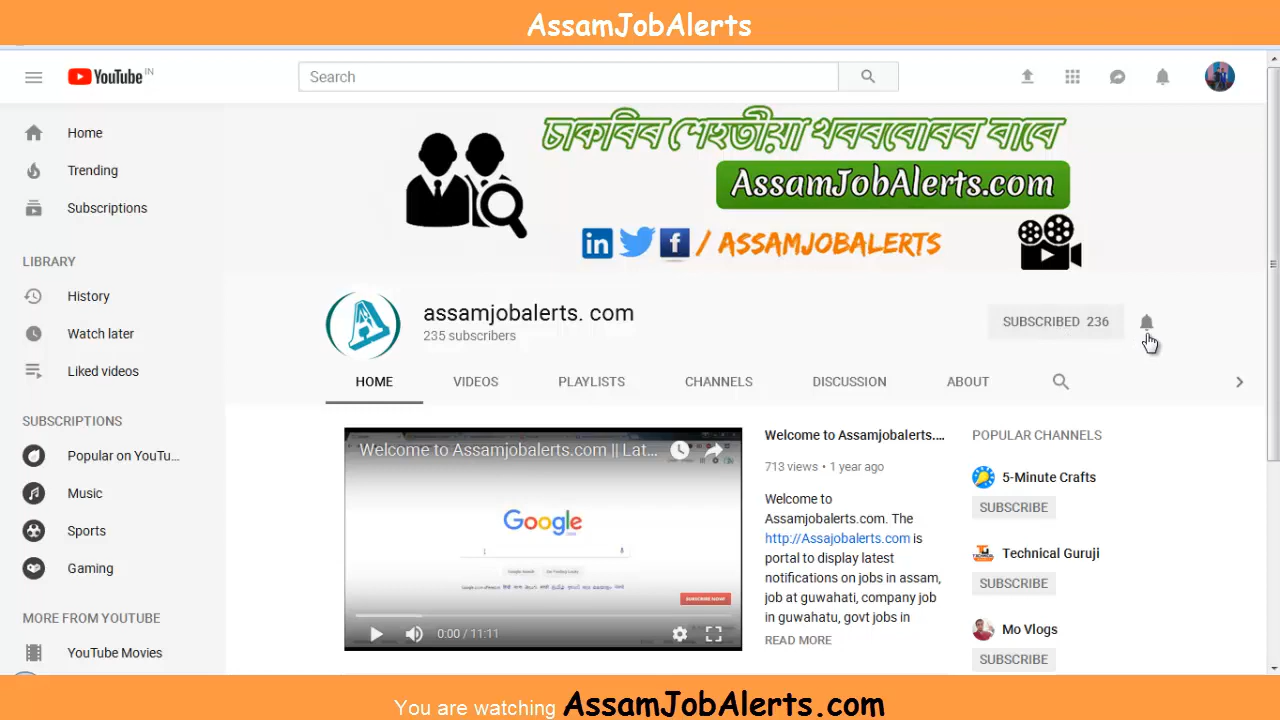 AssamJobAlerts
YouTube IN
Search
Home
Trending
Subscriptions
LIBRARY
History
Watch later
Liked videos
SUBSCRIPTIONS
Popular on YouTu...
Music
Sports
Gaming
MORE FROM YOUTUBE
YouTube Movies
চাকৰিৰ শেহতীয়া খবৰবোৰৰ বাবে
AssamJobAlerts.com
in f / ASSAMJOBALERTS
assamjobalerts. com
235 subscribers
SUBSCRIBED 236
HOME VIDEOS PLAYLISTS CHANNELS DISCUSSION ABOUT
Welcome to Assamjobalerts.com || Lat...
Google
SUBSCRIBE NOW!
0:00 / 11:11
Welcome to Assamjobalerts....
713 views • 1 year ago
Welcome to
Assamjobalerts.com. The
http://Assajobalerts.com is
portal to display latest
notifications on jobs in assam,
job at guwahati, company job
in guwahatu, govt jobs in
READ MORE
POPULAR CHANNELS
5-Minute Crafts
SUBSCRIBE
Technical Guruji
SUBSCRIBE
Mo Vlogs
SUBSCRIBE
You are watching AssamJobAlerts.com